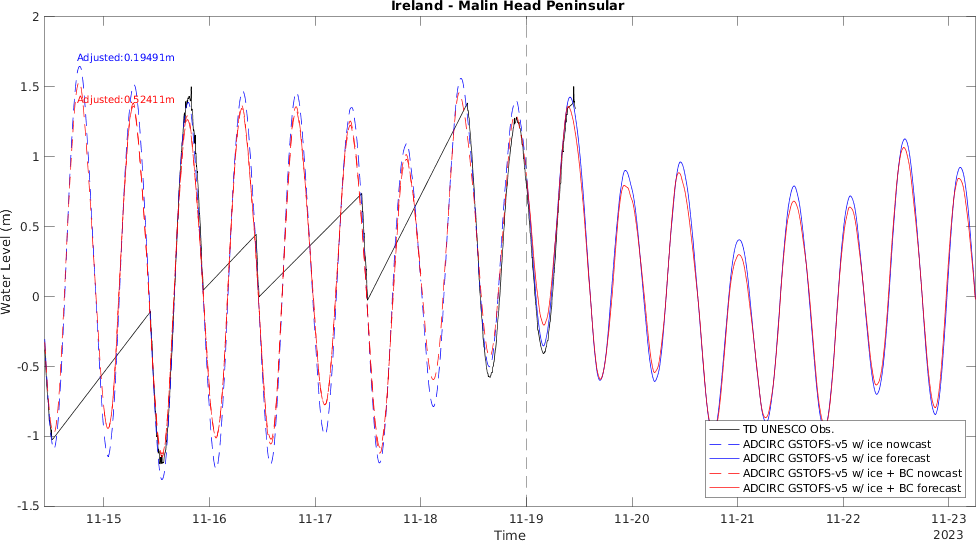 Ireland - Malin Head Peninsular
Adjusted:0.19491m
Adjusted:0.52411m
Water Level (m)
2
1.5
1
0.5
0
-0.5
-1
-1.5
11-15
11-16
11-17
11-18
11-19
11-20
11-21
11-22
11-23
Time
2023
TD UNESCO Obs.
ADCIRC GSTOFS-v5 w/ ice nowcast
ADCIRC GSTOFS-v5 w/ ice forecast
ADCIRC GSTOFS-v5 w/ ice + BC nowcast
ADCIRC GSTOFS-v5 w/ ice + BC forecast